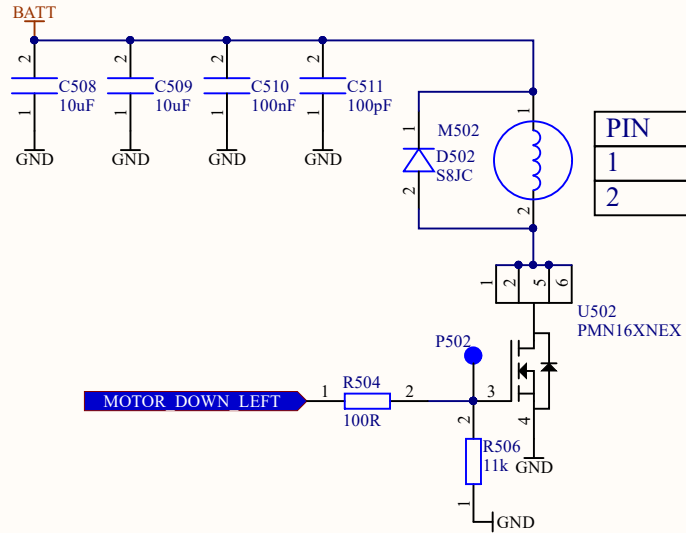 BATT
2
2
2
2
C508
10uF
C509
10uF
C510
100nF
C511
100pF
1
1
1
1
GND
GND
GND
GND
1
M502
D502
S8JC
2
1
2
PIN
1
2
1
2
5
6
U502
PMN16XNEX
P502
MOTOR_DOWN_LEFT
1
R504
2
100R
3
4
GND
2
R506
11k
1
GND